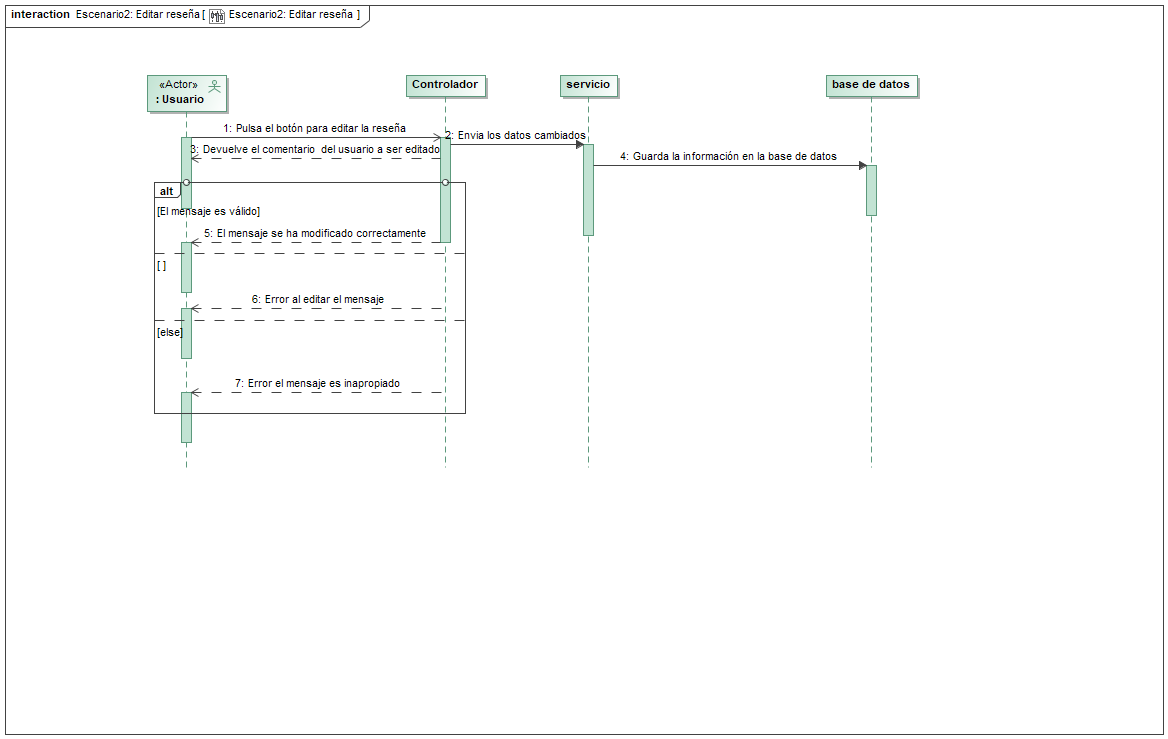 interaction Escenario2: Editar reseña [ Escenario2: Editar reseña ]
«Actor»
: Usuario
Controlador
servicio
base de datos
1: Pulsa el botón para editar la reseña
2: Envia los datos cambiados
3: Devuelve el comentario del usuario a ser editado
4: Guarda la información en la base de datos
alt
[El mensaje es válido]
5: El mensaje se ha modificado correctamente
[ ]
6: Error al editar el mensaje
[else]
7: Error el mensaje es inapropiado